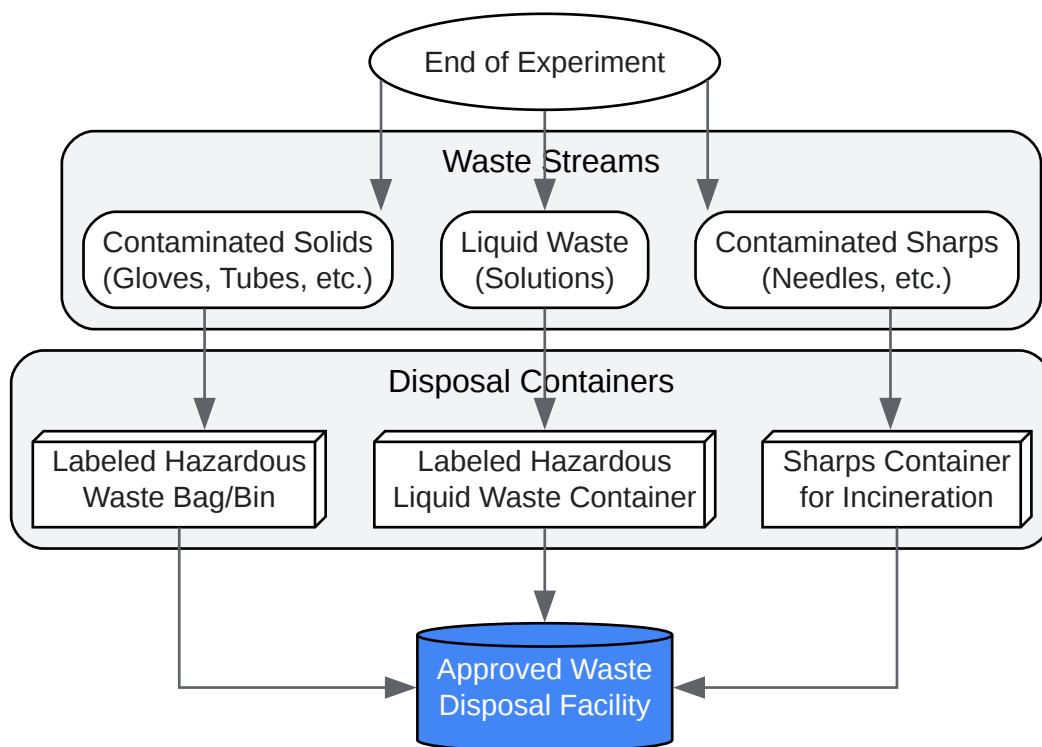 End of Experiment
Waste Streams
Contaminated Solids
(Gloves, Tubes, etc.)
Liquid Waste
(Solutions)
Contaminated Sharps
(Needles, etc.)
Disposal Containers
Labeled Hazardous
Waste Bag/Bin
Labeled Hazardous
Liquid Waste Container
Sharps Container
for Incineration
Approved Waste
Disposal Facility